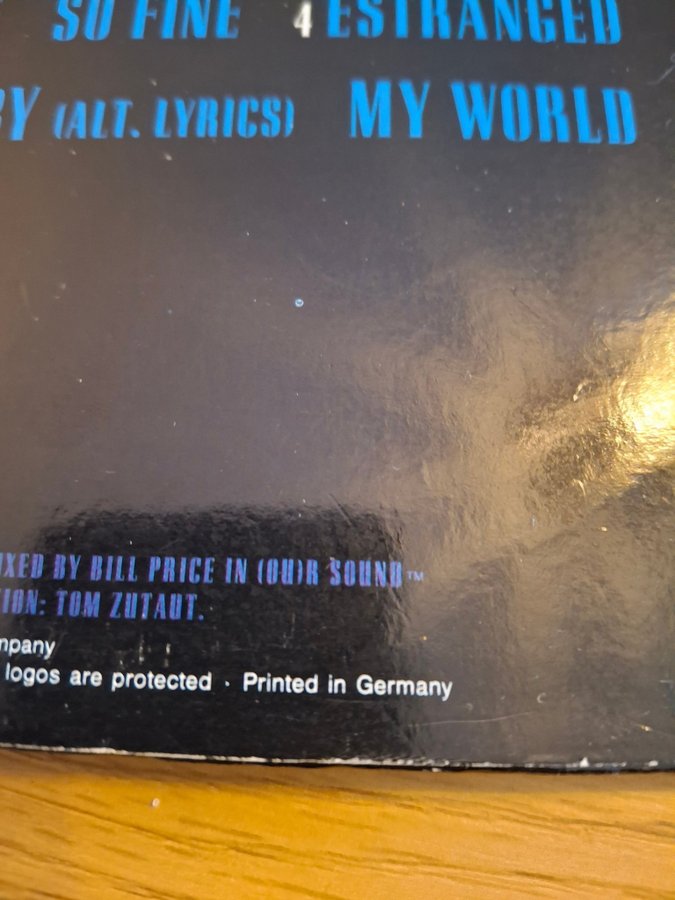 SO FINE 4 ESTRANGED
BY (ALT. LYRICS) MY WORLD
IXED BY BILL PRICE IN (OU)R SOUND™
ION: TOM ZUTAUT.
mpany
logos are protected · Printed in Germany